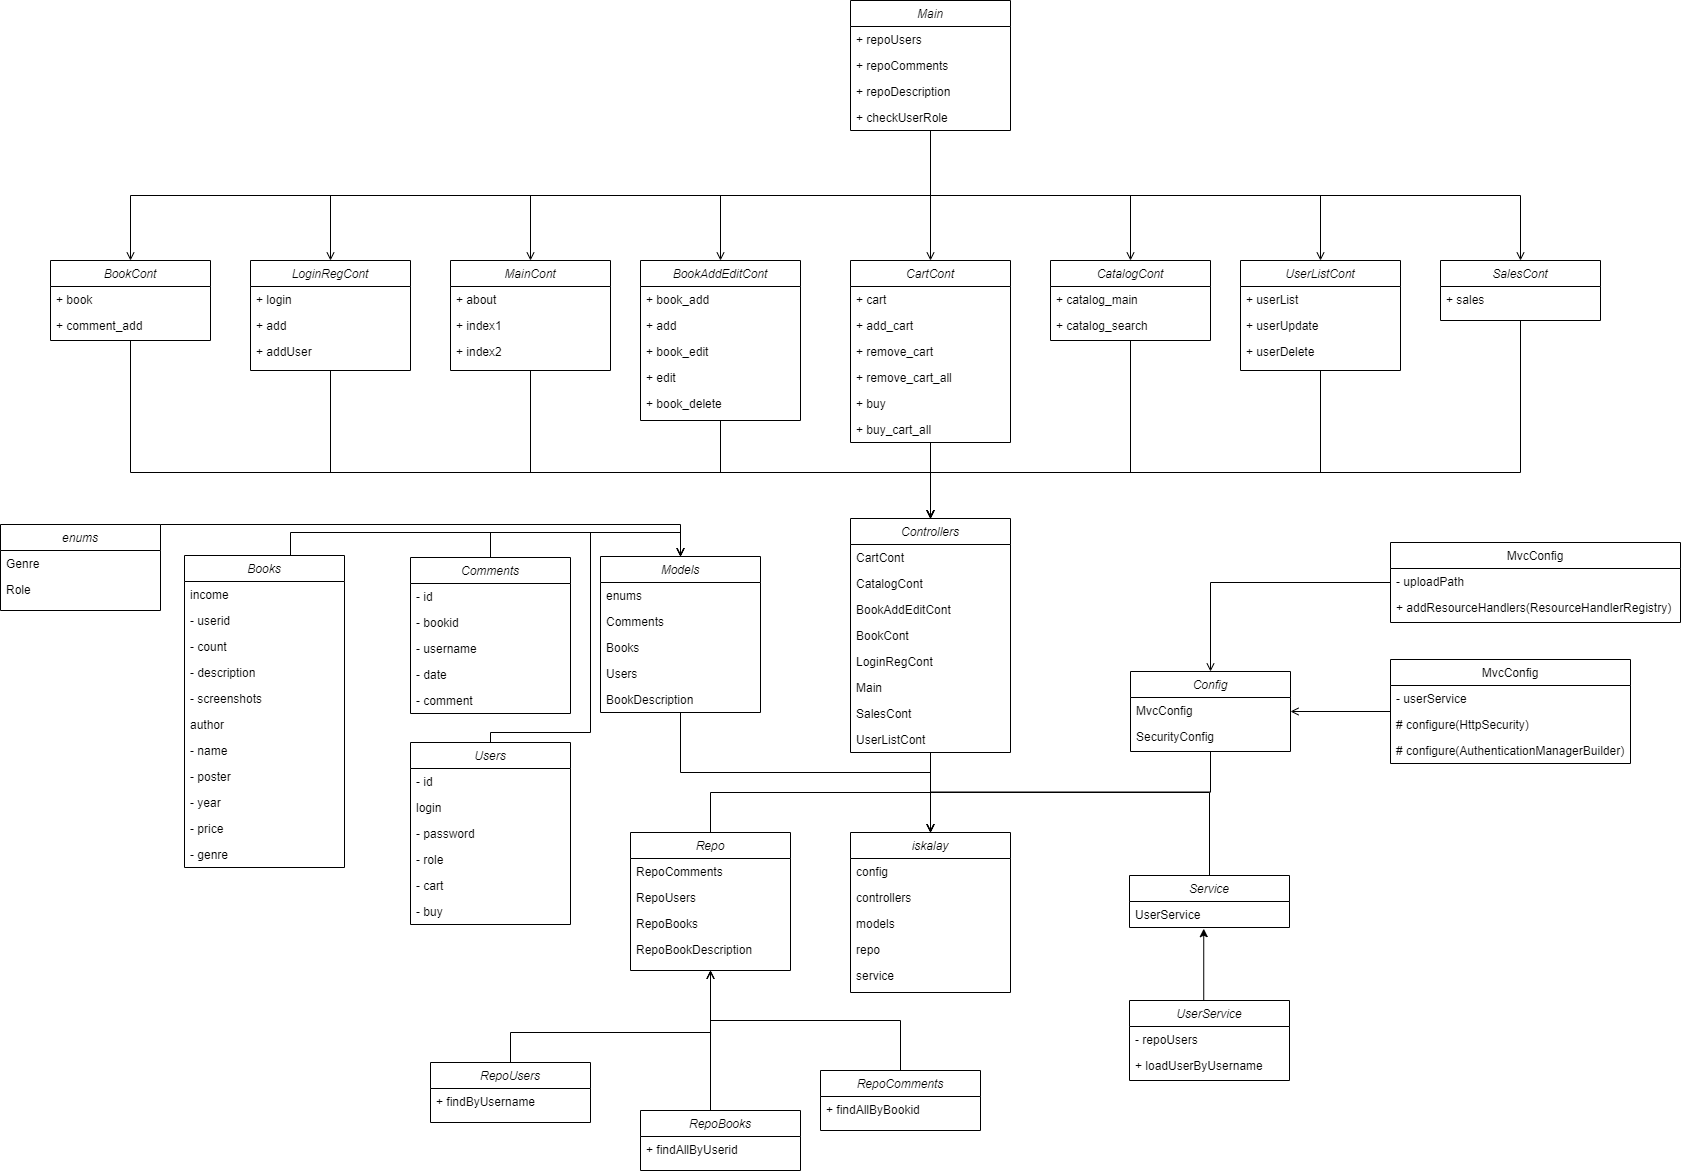 Main
+ repoUsers
+ repoComments
+ repoDescription
+ checkUserRole
BookCont
+ book
+ comment_add
LoginRegCont
+ login
+ add
+ addUser
MainCont
+ about
+ index1
+ index2
BookAddEditCont
+ book_add
+ add
+ book_edit
+ edit
+ book_delete
CartCont
+ cart
+ add_cart
+ remove_cart
+ remove_cart_all
+ buy
+ buy_cart_all
CatalogCont
+ catalog_main
+ catalog_search
UserListCont
+ userList
+ userUpdate
+ userDelete
SalesCont
+ sales
enums
Genre
Role
Books
income
- userid
- count
- description
- screenshots
author
- name
- poster
- year
- price
- genre
Comments
- id
- bookid
- username
- date
- comment
Users
- id
login
- password
- role
- cart
- buy
Models
enums
Comments
Books
Users
BookDescription
Controllers
CartCont
CatalogCont
BookAddEditCont
BookCont
LoginRegCont
Main
SalesCont
UserListCont
MvcConfig
- uploadPath
+ addResourceHandlers(ResourceHandlerRegistry)
Config
MvcConfig
SecurityConfig
MvcConfig
- userService
# configure(HttpSecurity)
# configure(AuthenticationManagerBuilder)
Repo
RepoComments
RepoUsers
RepoBooks
RepoBookDescription
iskalay
config
controllers
models
repo
service
Service
UserService
UserService
- repoUsers
+ loadUserByUsername
RepoUsers
+ findByUsername
RepoBooks
+ findAllByUserid
RepoComments
+ findAllByBookid